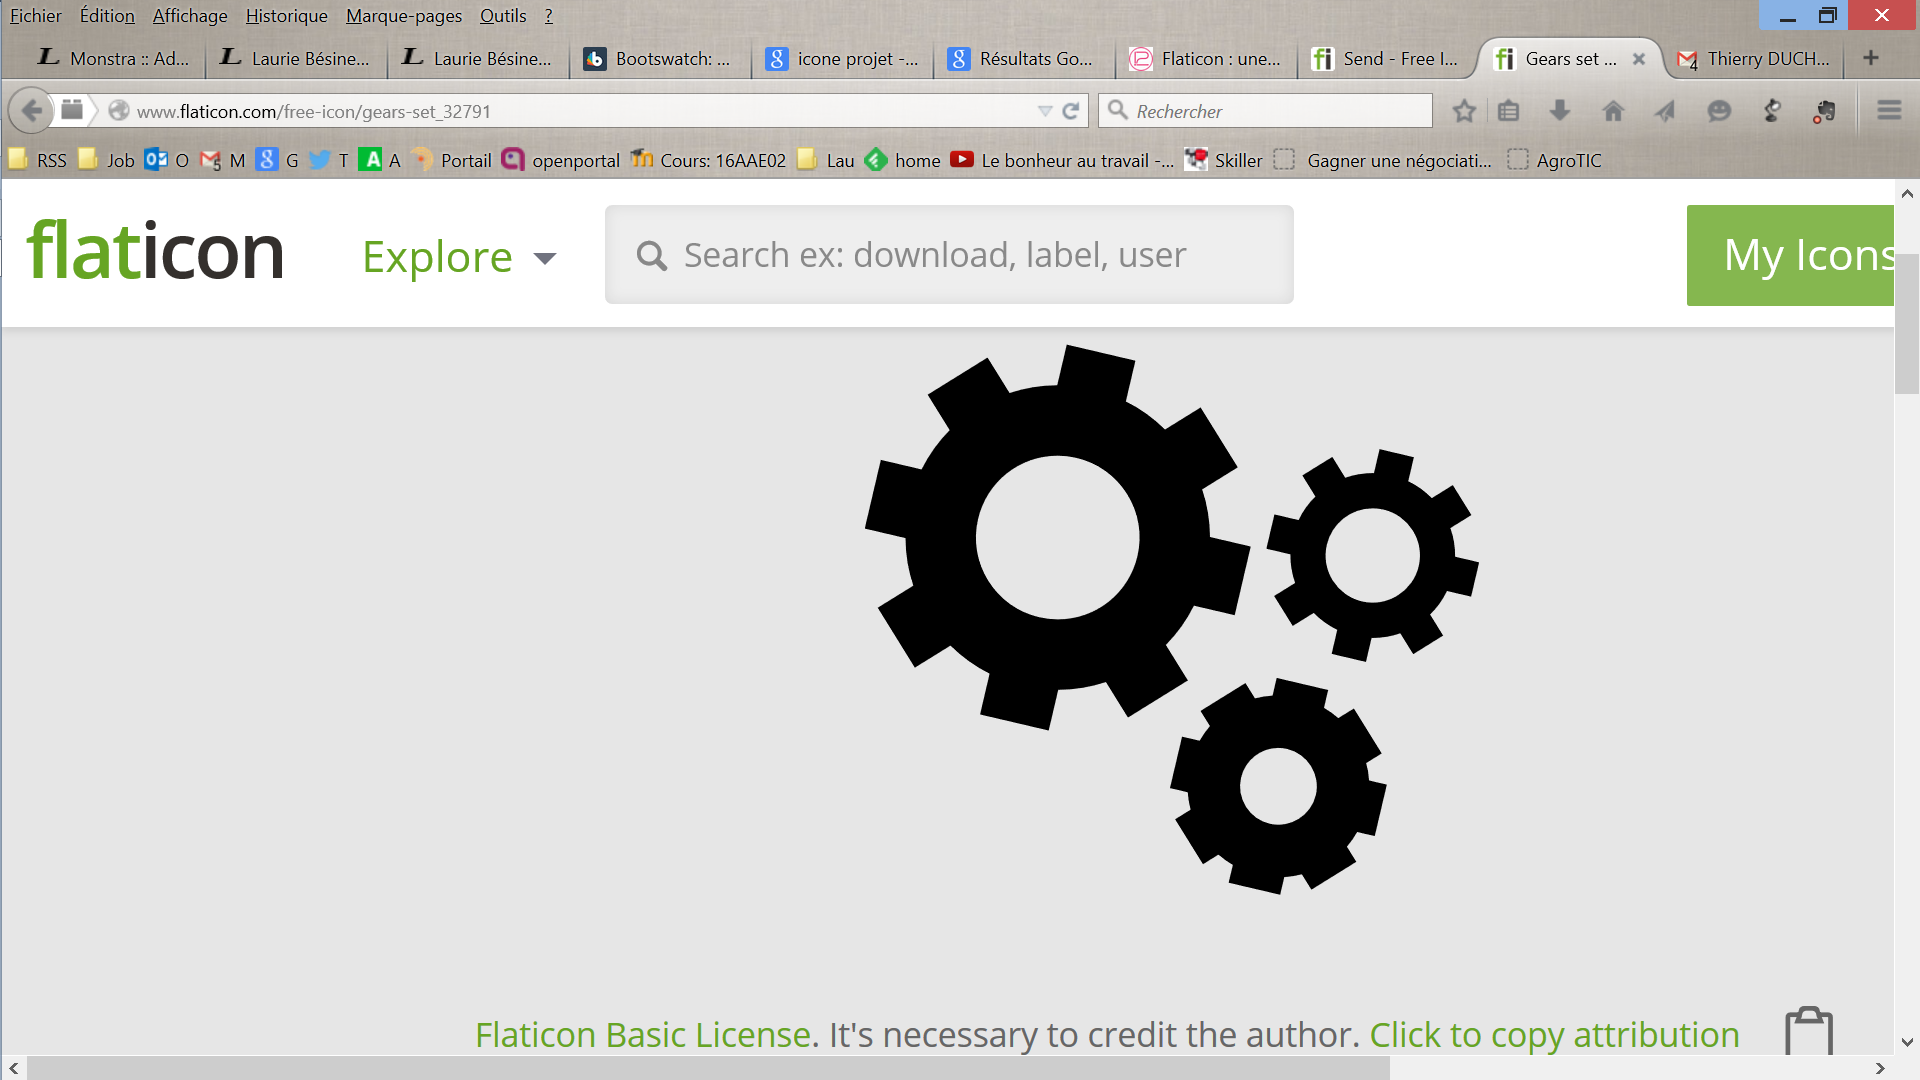 Fichier Édition Affichage Historique Marque-pages Outils ?
Monstra :: Ad... Laurie Bésine... Laurie Bésine... Bootswatch: ... icone projet -... Résultats Go... Flaticon : une... Send - Free I... Gears set ... Thierry DUCH...
www.flaticon.com/free-icon/gears-set_32791 Rechercher
RSS Job O M G T A Portail openportal Cours: 16AAE02 Lau home Le bonheur au travail -... Skiller Gagner une négociati... AgroTIC
flaticon Explore Search ex: download, label, user My Icons
Flaticon Basic License. It's necessary to credit the author. Click to copy attribution